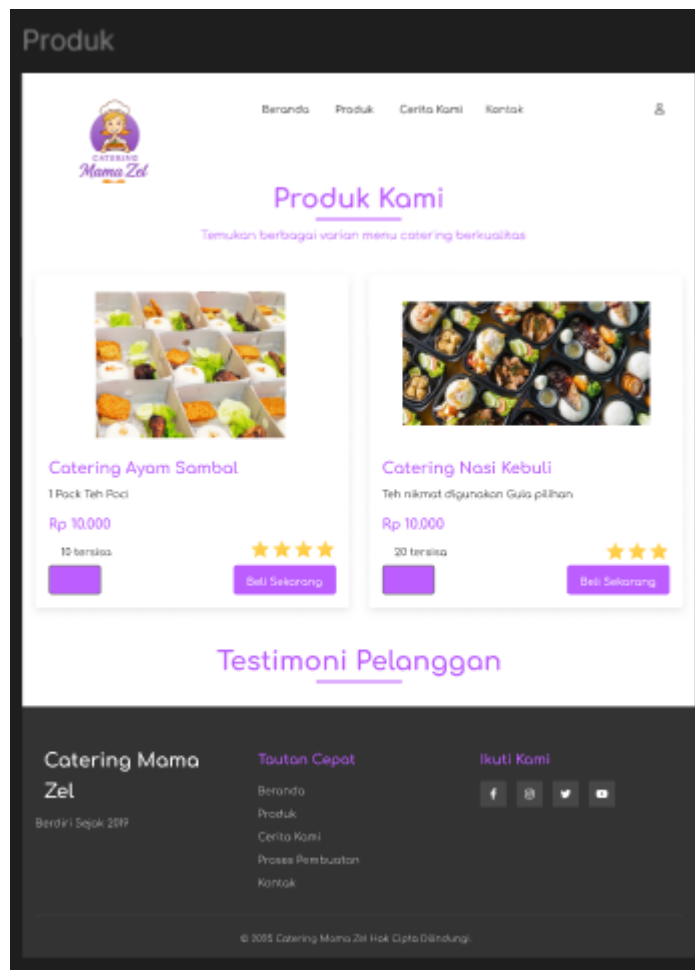 Produk
Beranda Produk Cerita Kami Kontak
CATERING
Mama Zel
Produk Kami
Temukan berbagai varian menu catering berkualitas
Catering Ayam Sambal
1 Pack Teh Poci
Rp 10.000
10 tersisa
Beli Sekarang
Catering Nasi Kebuli
Teh nikmat digunakan Gula pilihan
Rp 10.000
20 tersisa
Beli Sekarang
Testimoni Pelanggan
Catering Mama
Zel
Berdiri Sejak 2019
Tautan Cepat
Beranda
Produk
Cerita Kami
Proses Pembuatan
Kontak
Ikuti Kami
© 2025 Catering Mama Zel Hak Cipta Dilindungi.